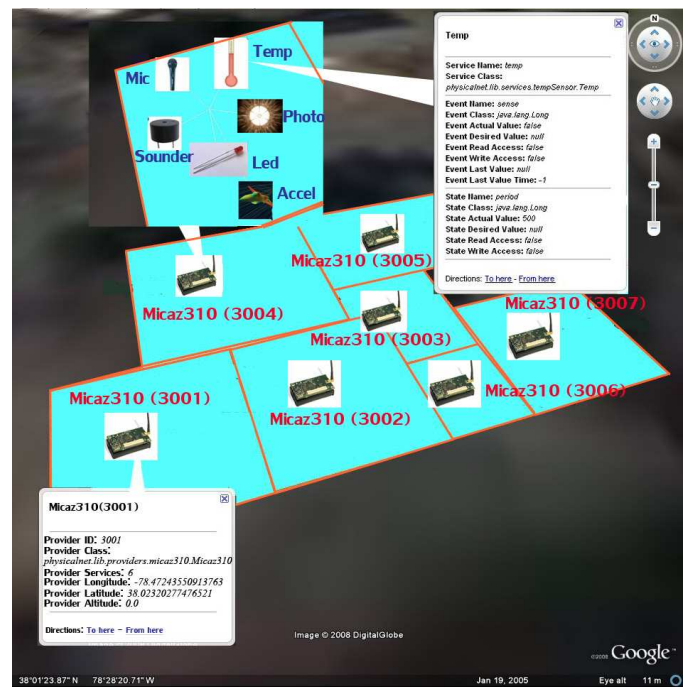 Temp
Mic
Photo
Sounder
Led
Accel
Temp
Service Name: temp
Service Class:
physicalnet.lib.services.tempSensor.Temp
Event Name: sense
Event Class: java.lang.Long
Event Actual Value: false
Event Desired Value: null
Event Read Access: false
Event Write Access: false
Event Last Value: null
Event Last Value Time: -1
State Name: period
State Class: java.lang.Long
State Actual Value: 500
State Desired Value: null
State Read Access: false
State Write Access: false
Directions: To here - From here
N
Micaz310 (3005)
Micaz310 (3004)
Micaz310 (3007)
Micaz310 (3003)
Micaz310 (3001)
Micaz310 (3002)
Micaz310 (3006)
Micaz310(3001)
Provider ID: 3001
Provider Class:
physicalnet.lib.providers.micaz310.Micaz310
Provider Services: 6
Provider Longitude: -78.47243550913763
Provider Latitude: 38.02320277476521
Provider Altitude: 0.0
Directions: To here - From here
Image © 2008 DigitalGlobe
©2008 Google™
38°01'23.87" N 78°28'20.71" W Jan 19, 2005 Eye alt 11 m